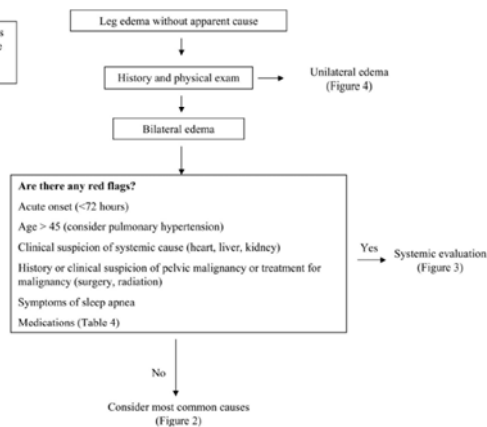 s
e
Leg edema without apparent cause
History and physical exam
Unilateral edema
(Figure 4)
Bilateral edema
Are there any red flags?
Acute onset (<72 hours)
Age > 45 (consider pulmonary hypertension)
Clinical suspicion of systemic cause (heart, liver, kidney)
History or clinical suspicion of pelvic malignancy or treatment for
malignancy (surgery, radiation)
Symptoms of sleep apnea
Medications (Table 4)
Yes
Systemic evaluation
(Figure 3)
No
Consider most common causes
(Figure 2)